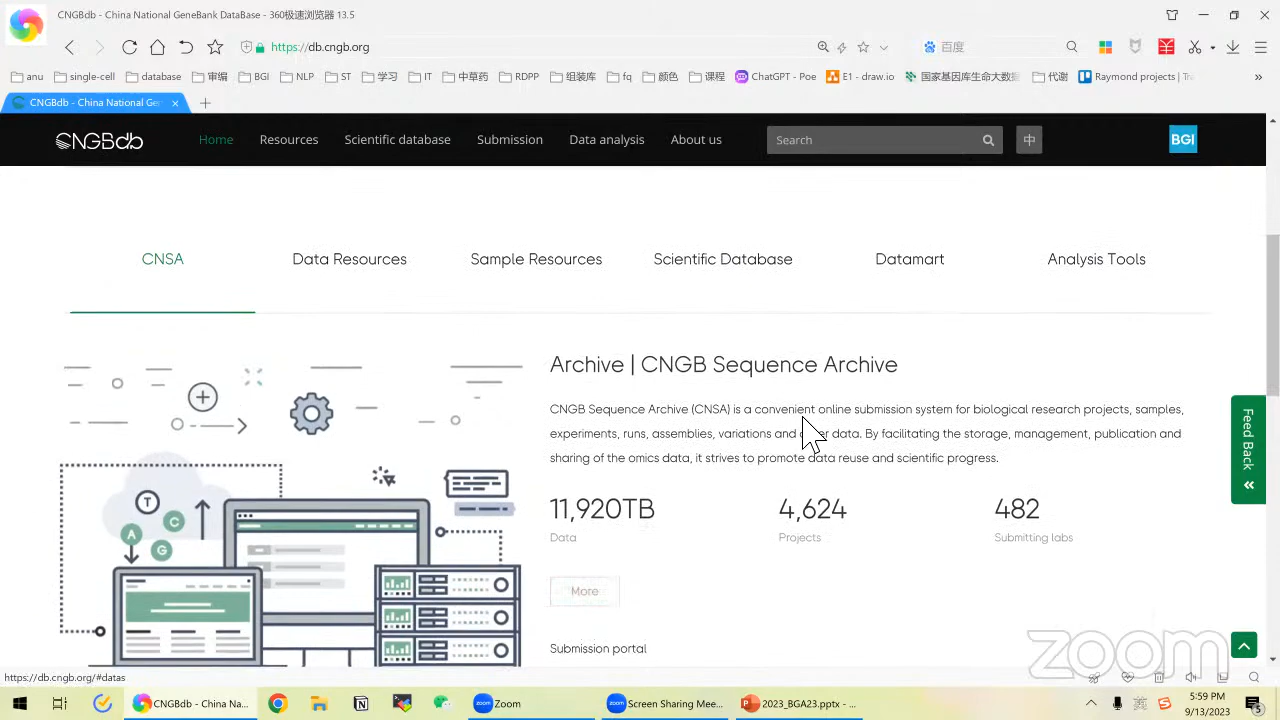 CNGBdb - China National GeneBank DataBase - 360极速浏览器 13.5
https://db.cngb.org
百度
anu
single-cell
database
审编
BGI
NLP
ST
学习
IT
中草药
RDPP
组装库
fq
颜色
课程
ChatGPT - Poe
E1 - draw.io
国家基因库生命大数据
代谢
Raymond projects | Tr
CNGBdb - China National Gen
CNGBdb
Home
Resources
Scientific database
Submission
Data analysis
About us
Search
中
BGI
CNSA
Data Resources
Sample Resources
Scientific Database
Datamart
Analysis Tools
Archive | CNGB Sequence Archive
CNGB Sequence Archive (CNSA) is a convenient online submission system for biological research projects, samples,
experiments, runs, assemblies, variations and data. By facilitating the storage, management, publication and
sharing of the omics data, it strives to promote data reuse and scientific progress.
11,920TB
4,624
482
Data
Projects
Submitting labs
More
Submission portal
Feed Back
T
C
A
G
zoom
https://db.cngb.org/#datas
CNGBdb - China Na...
Zoom
Screen Sharing Mee...
2023_BGA23.pptx - ...
5:59 PM
9/13/2023
5